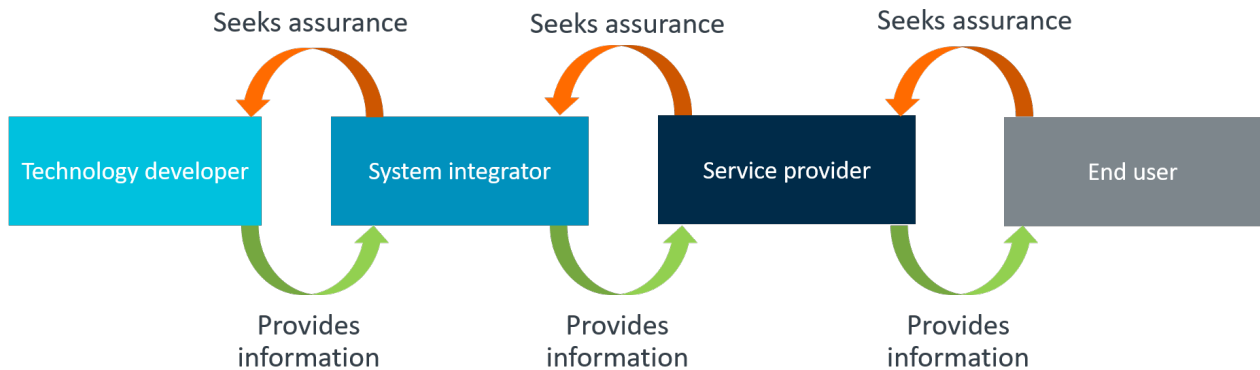 Seeks assurance
Seeks assurance
Seeks assurance
Technology developer
System integrator
Service provider
End user
Provides
information
Provides
information
Provides
information